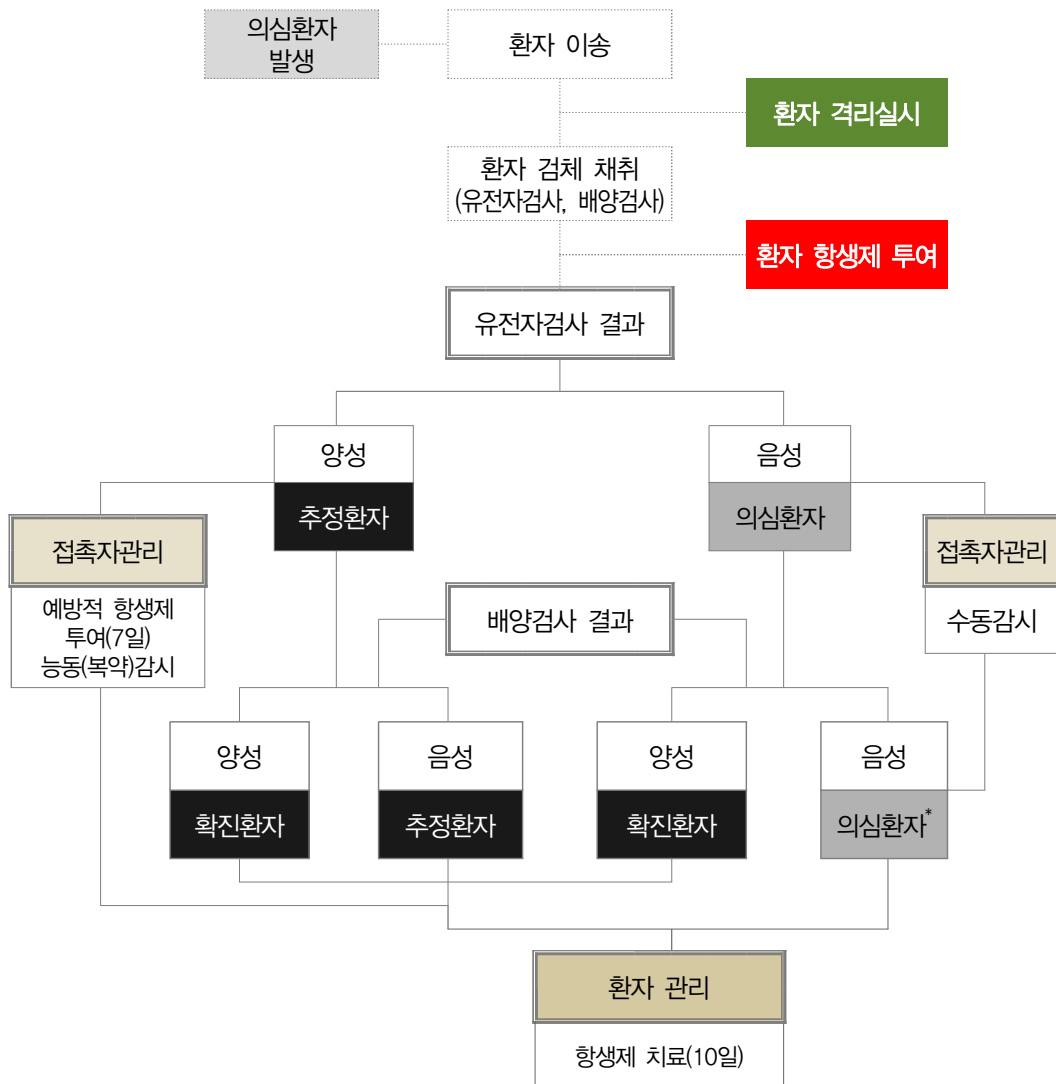 의심환자
발생
환자 이송
환자 격리실시
환자 검체 채취
(유전자검사, 배양검사)
환자 항생제 투여
유전자검사 결과
양성
추정환자
음성
의심환자
접촉자관리
예방적 항생제
투여(7일)
능동(복약)감시
접촉자관리
수동감시
배양검사 결과
양성
확진환자
음성
추정환자
양성
확진환자
음성
의심환자*
환자 관리
항생제 치료(10일)